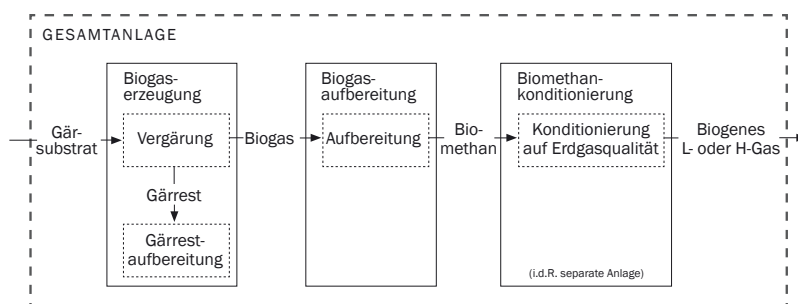 GESAMTANLAGE
Biogas-
erzeugung
Biogas-
aufbereitung
Biomethan-
konditionierung
Gär-
substrat
Vergärung
Biogas
Aufbereitung
Bio-
methan
Konditionierung
auf Erdgasqualität
Biogenes
L- oder H-Gas
Gärrest
Gärrest-
aufbereitung
(i.d.R. separate Anlage)